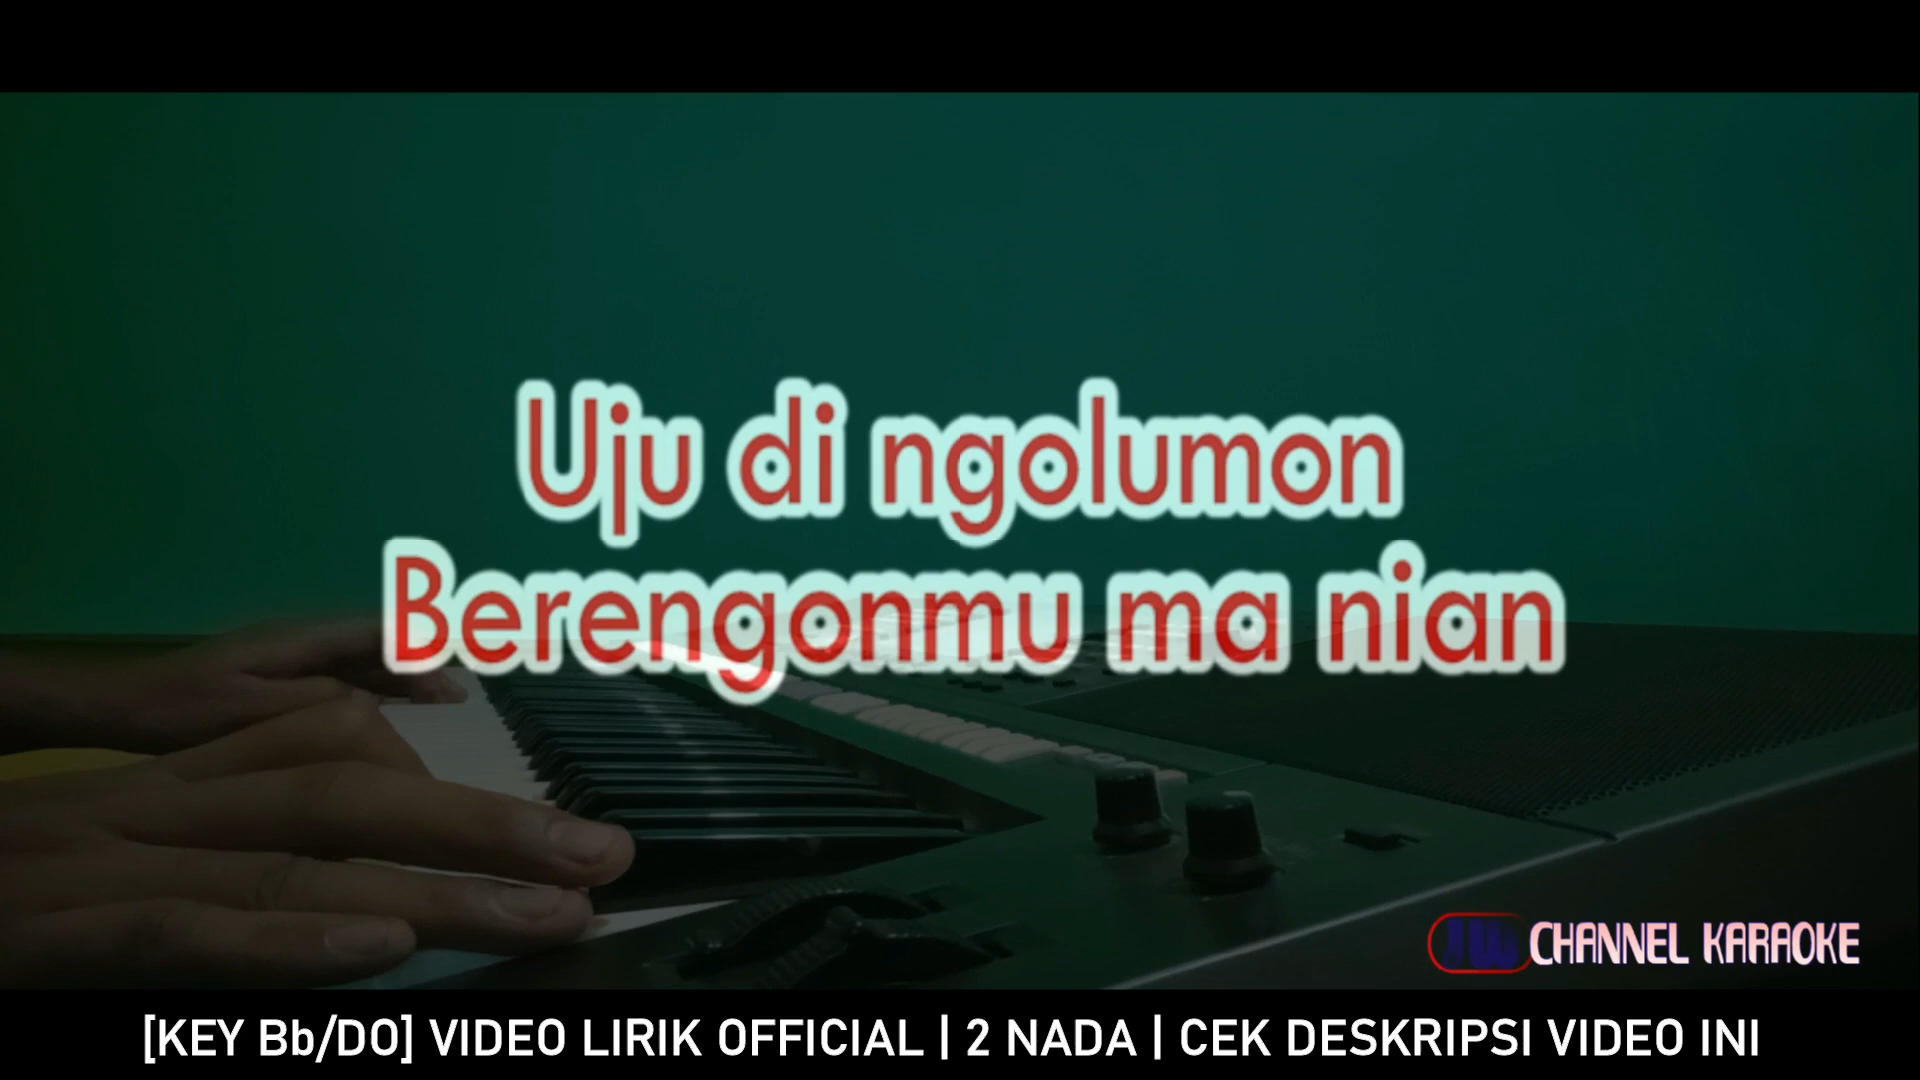 Uju di ngolumon
Berengonmu ma nian
JW CHANNEL KARAOKE
[KEY Bb/DO] VIDEO LIRIK OFFICIAL | 2 NADA | CEK DESKRIPSI VIDEO INI